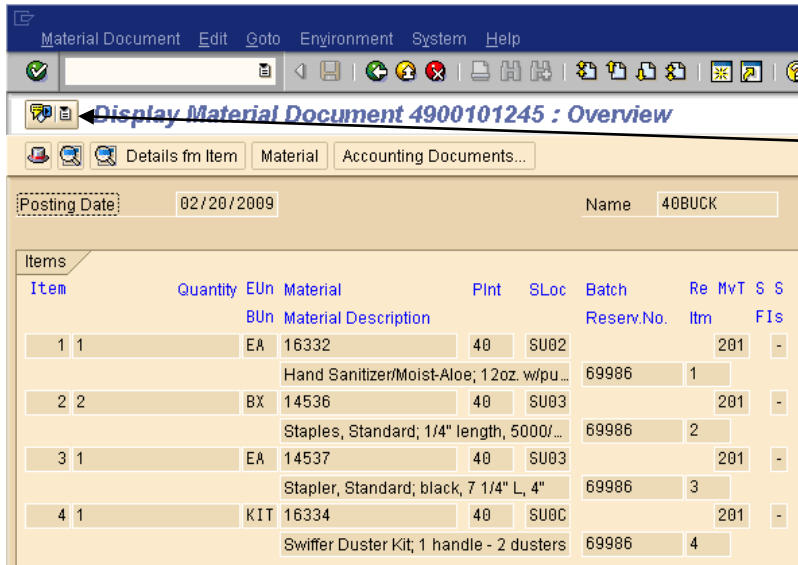 Material Document Edit Goto Environment System Help
Display Material Document 4900101245 : Overview
Details fm Item Material Accounting Documents...
Posting Date 02/20/2009 Name 40BUCK
Items
Item Quantity EUn Material Plnt SLoc Batch Re MvT S S
BUn Material Description Reserv.No. Itm FIs
1 1 EA 16332 40 SU02 201 -
Hand Sanitizer/Moist-Aloe; 12oz. w/pu... 69986 1
2 2 BX 14536 40 SU03 201 -
Staples, Standard; 1/4" length, 5000/... 69986 2
3 1 EA 14537 40 SU03 201 -
Stapler, Standard; black, 7 1/4" L, 4" 69986 3
4 1 KIT 16334 40 SU0C 201 -
Swiffer Duster Kit; 1 handle - 2 dusters 69986 4